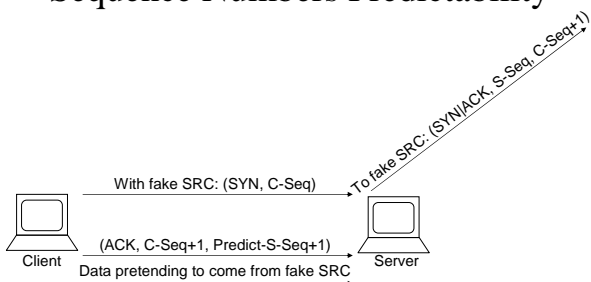 Sequence Numbers Predictability
To fake SRC: (SYN|ACK, S-Seq, C-Seq+1)
With fake SRC: (SYN, C-Seq)
(ACK, C-Seq+1, Predict-S-Seq+1)
Client
Server
Data pretending to come from fake SRC